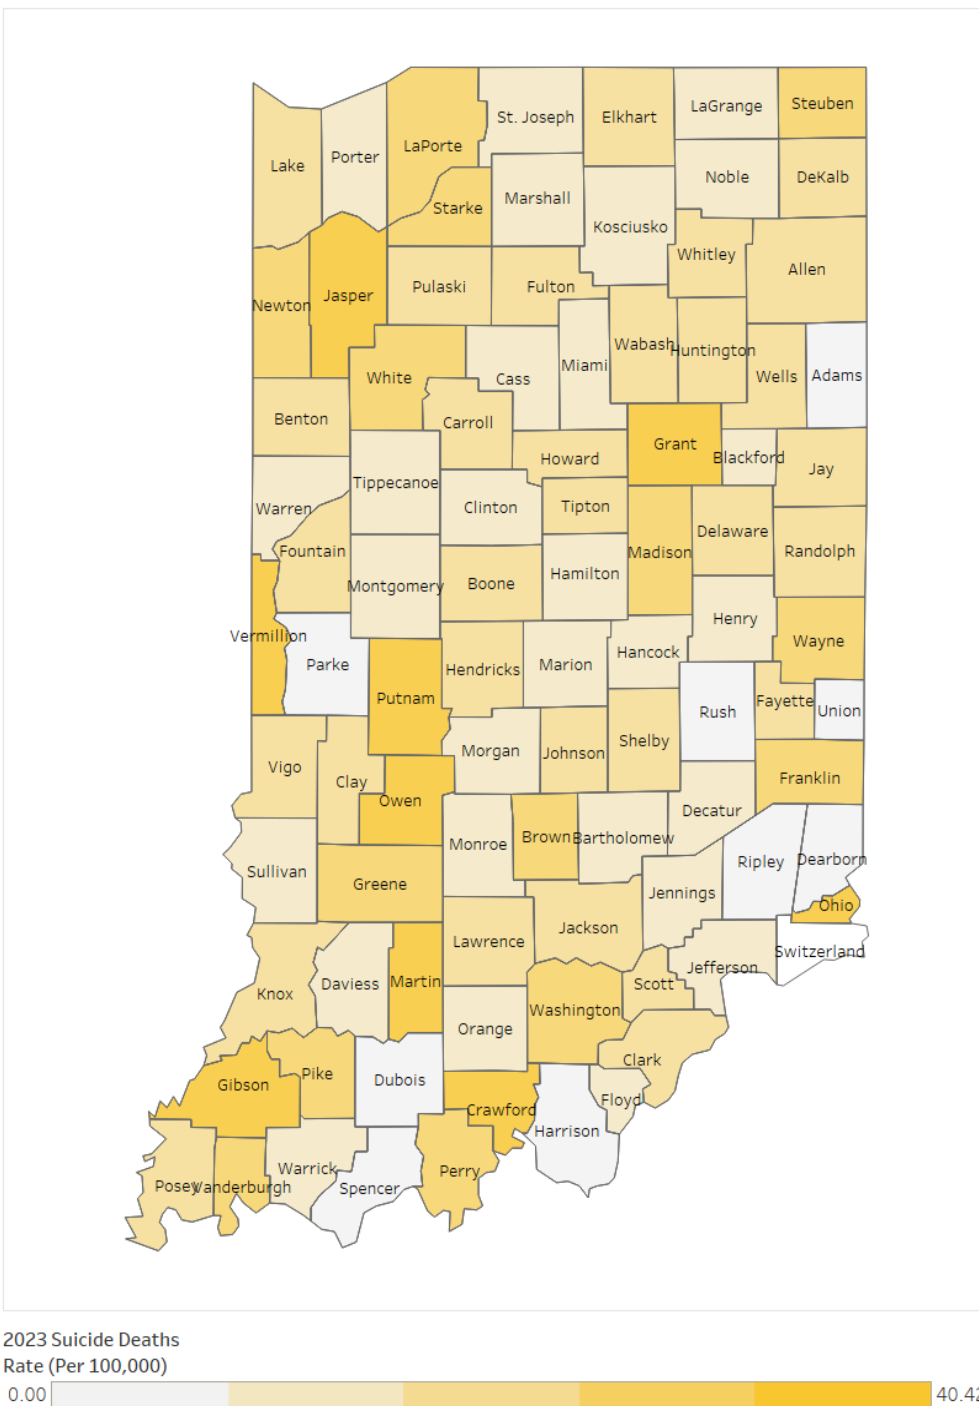 St. Joseph
Elkhart
LaGrange
Steuben
LaPorte
Lake
Porter
Noble
DeKalb
Marshall
Starke
Kosciusko
Whitley
Allen
Newton
Jasper
Pulaski
Fulton
Wabash
Huntington
Miami
White
Cass
Wells
Adams
Benton
Carroll
Grant
Howard
Blackford
Jay
Tippecanoe
Warren
Clinton
Tipton
Delaware
Fountain
Madison
Randolph
Montgomery
Boone
Hamilton
Henry
Vermillion
Wayne
Parke
Hendricks
Marion
Hancock
Putnam
Fayette
Union
Rush
Morgan
Johnson
Shelby
Vigo
Clay
Franklin
Owen
Decatur
Monroe
Brown
Bartholomew
Ripley
Dearborn
Sullivan
Greene
Jennings
Ohio
Jackson
Lawrence
Switzerland
Jefferson
Knox
Daviess
Martin
Scott
Washington
Orange
Clark
Gibson
Pike
Dubois
Floyd
Crawford
Harrison
Warrick
Perry
Posey
Vanderburgh
Spencer
2023 Suicide Deaths
Rate (Per 100,000)
0.00 40.42